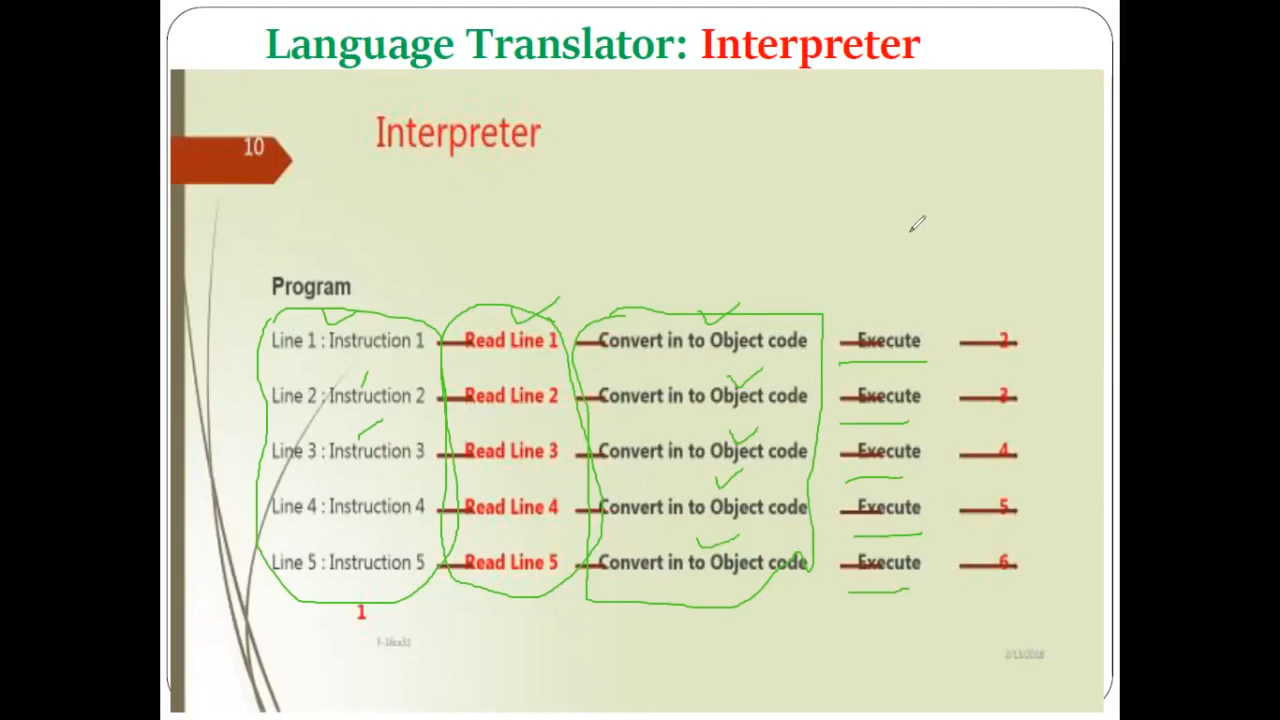 Language Translator: Interpreter
10
Interpreter
Program
Line 1 : Instruction 1 Read Line 1 Convert in to Object code Execute 2
Line 2 : Instruction 2 Read Line 2 Convert in to Object code Execute 3
Line 3 : Instruction 3 Read Line 3 Convert in to Object code Execute 4
Line 4 : Instruction 4 Read Line 4 Convert in to Object code Execute 5
Line 5 : Instruction 5 Read Line 5 Convert in to Object code Execute 6
1
2/13/2018